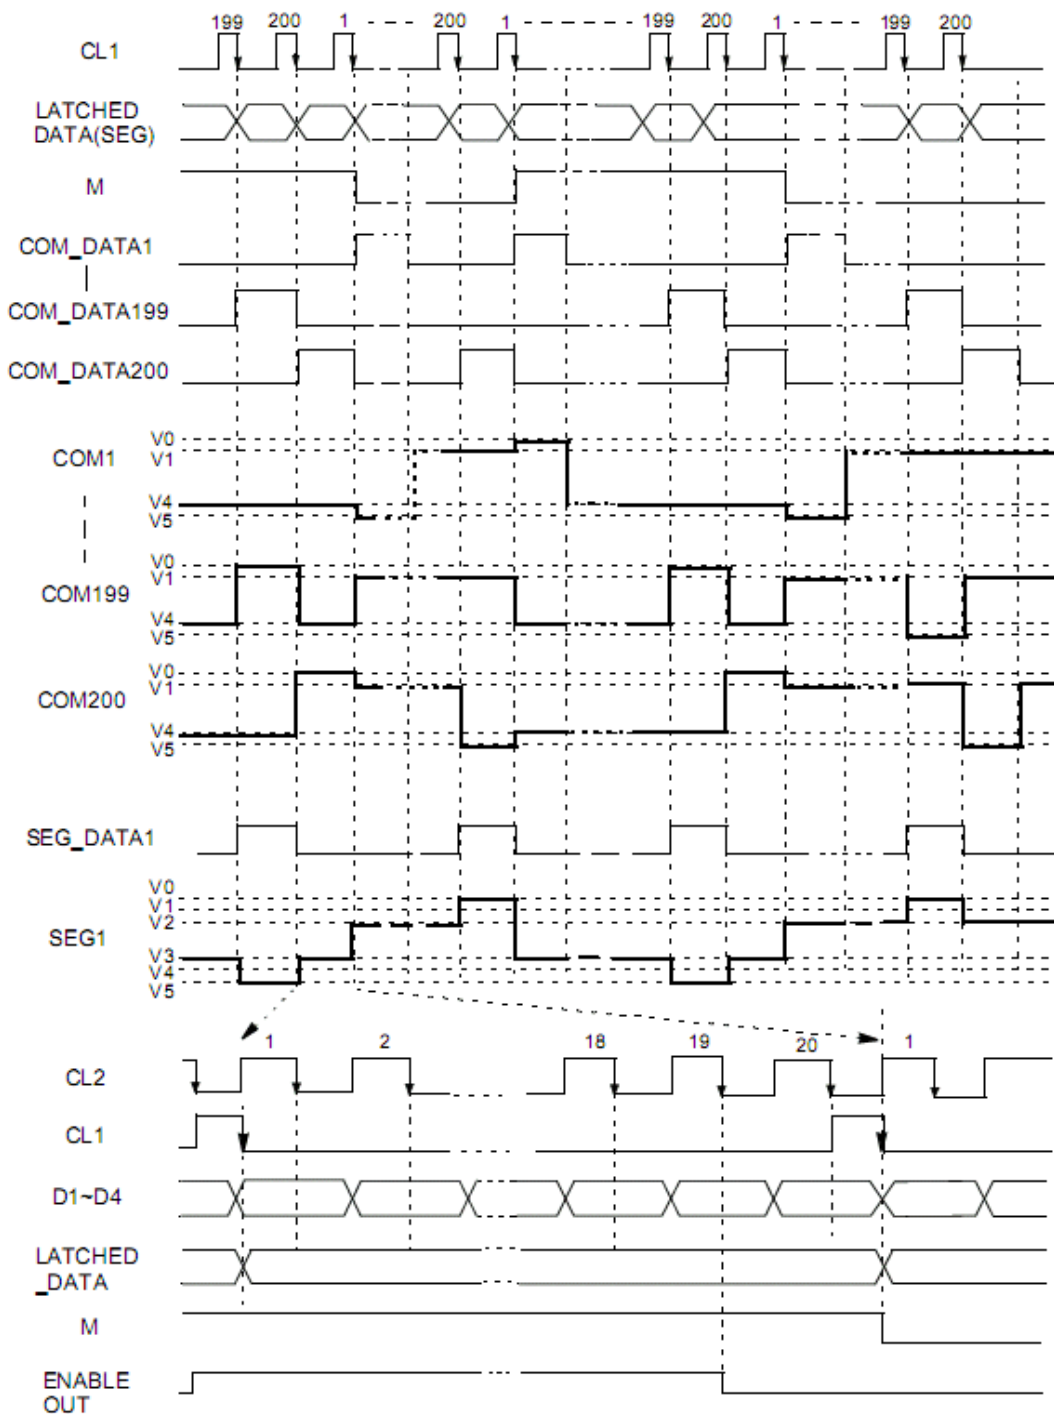 199 200 1 200 1 199 200 1 199 200
CL1
LATCHED
DATA(SEG)
M
COM_DATA1
COM_DATA199
COM_DATA200
V0
V1
COM1
V4
V5
V0
V1
COM199
V4
V5
V0
V1
COM200
V4
V5
SEG_DATA1
V0
V1
V2
SEG1
V3
V4
V5
1 2 18 19 20 1
CL2
CL1
D1~D4
LATCHED
_DATA
M
ENABLE
OUT